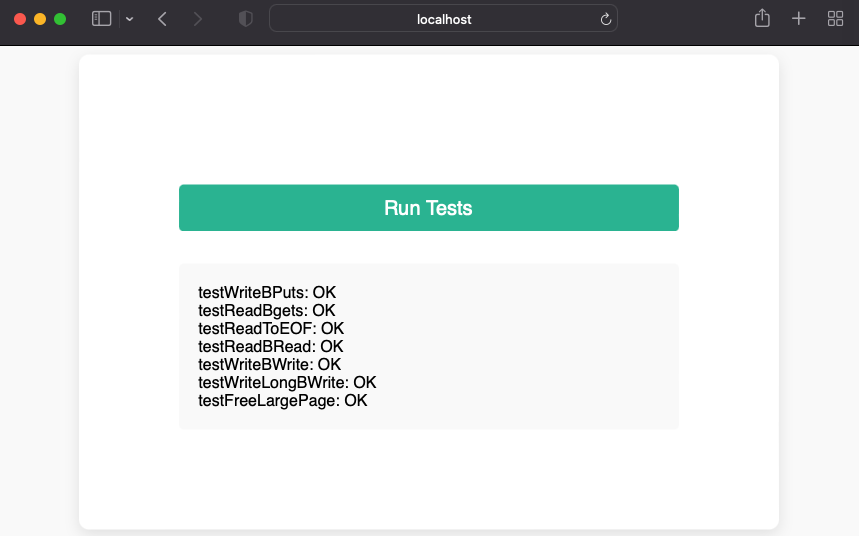 localhost
Run Tests
testWriteBPuts: OK
testReadBgets: OK
testReadToEOF: OK
testReadBRead: OK
testWriteBWrite: OK
testWriteLongBWrite: OK
testFreeLargePage: OK